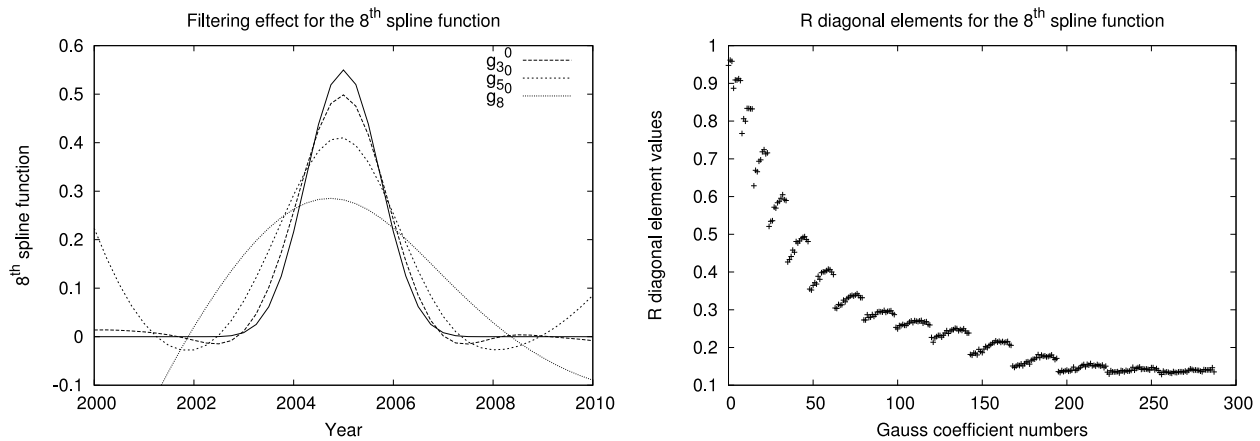 Filtering effect for the 8th spline function
g30
g50
g8
0.6
0.5
0.4
0.3
0.2
0.1
0
-0.1
8th spline function
2000 2002 2004 2006 2008 2010
Year
R diagonal elements for the 8th spline function
1
0.9
0.8
0.7
0.6
0.5
0.4
0.3
0.2
0.1
R diagonal element values
0 50 100 150 200 250 300
Gauss coefficient numbers